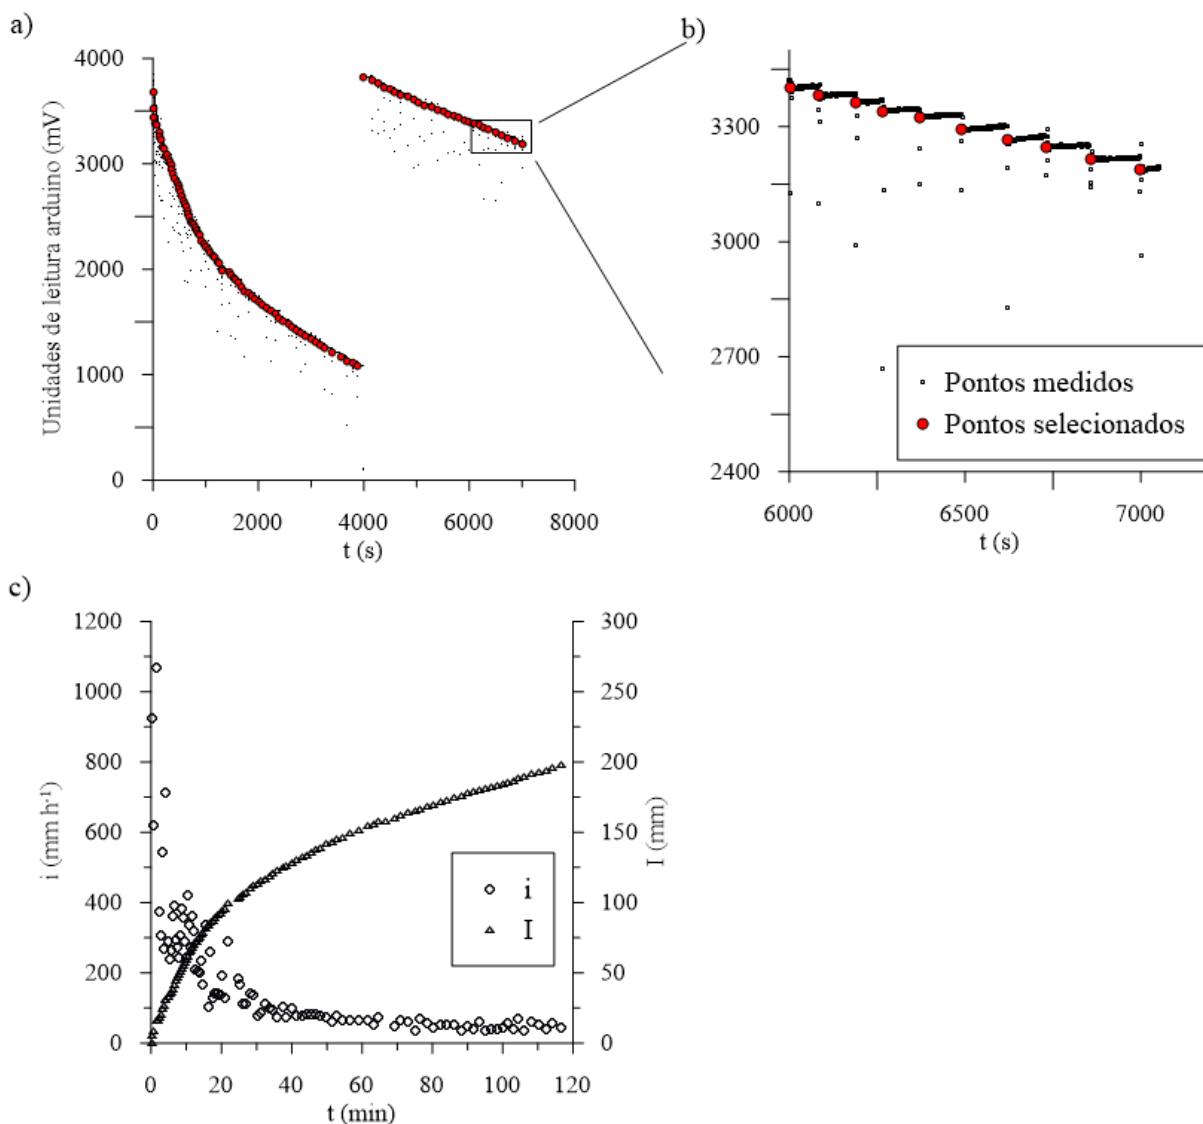 a)
4000
3000
2000
1000
0
Unidades de leitura arduino (mV)
0 2000 4000 6000 8000
t (s)
b)
3300
3000
2700
2400
Pontos medidos
Pontos selecionados
6000 6500 7000
t (s)
c)
1200
1000
800
600
400
200
0
i (mm h⁻¹)
300
250
200
150
100
50
0
I (mm)
i
I
0 20 40 60 80 100 120
t (min)